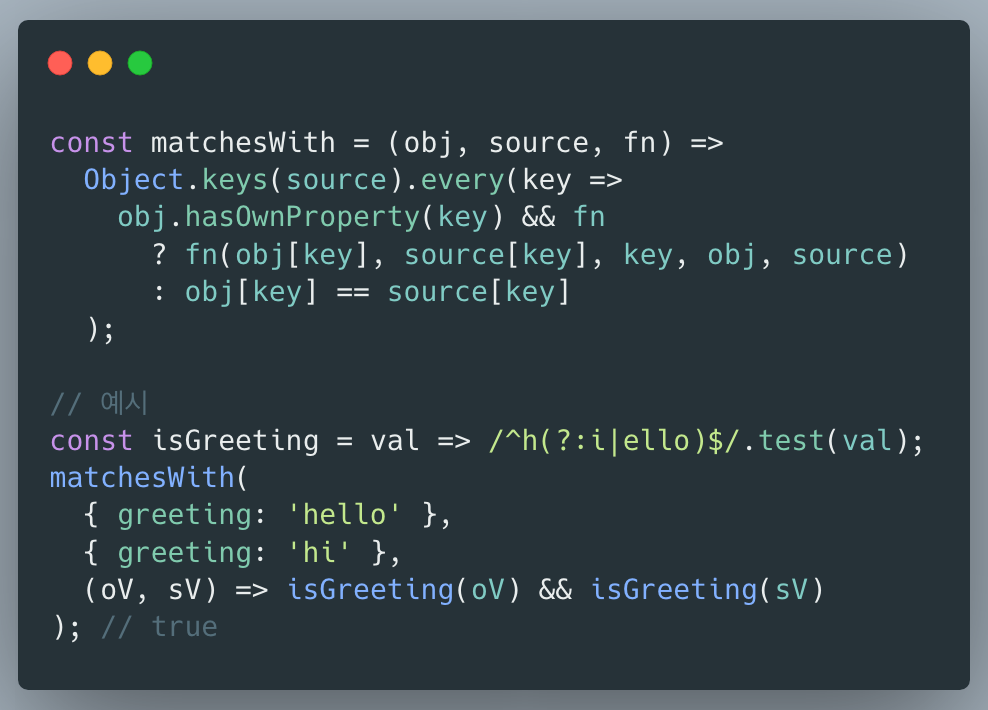 const matchesWith = (obj, source, fn) =>
  Object.keys(source).every(key =>
    obj.hasOwnProperty(key) && fn
      ? fn(obj[key], source[key], key, obj, source)
      : obj[key] == source[key]
  );

// 예시
const isGreeting = val => /^h(?:i|ello)$/.test(val);
matchesWith(
  { greeting: 'hello' },
  { greeting: 'hi' },
  (oV, sV) => isGreeting(oV) && isGreeting(sV)
); // true